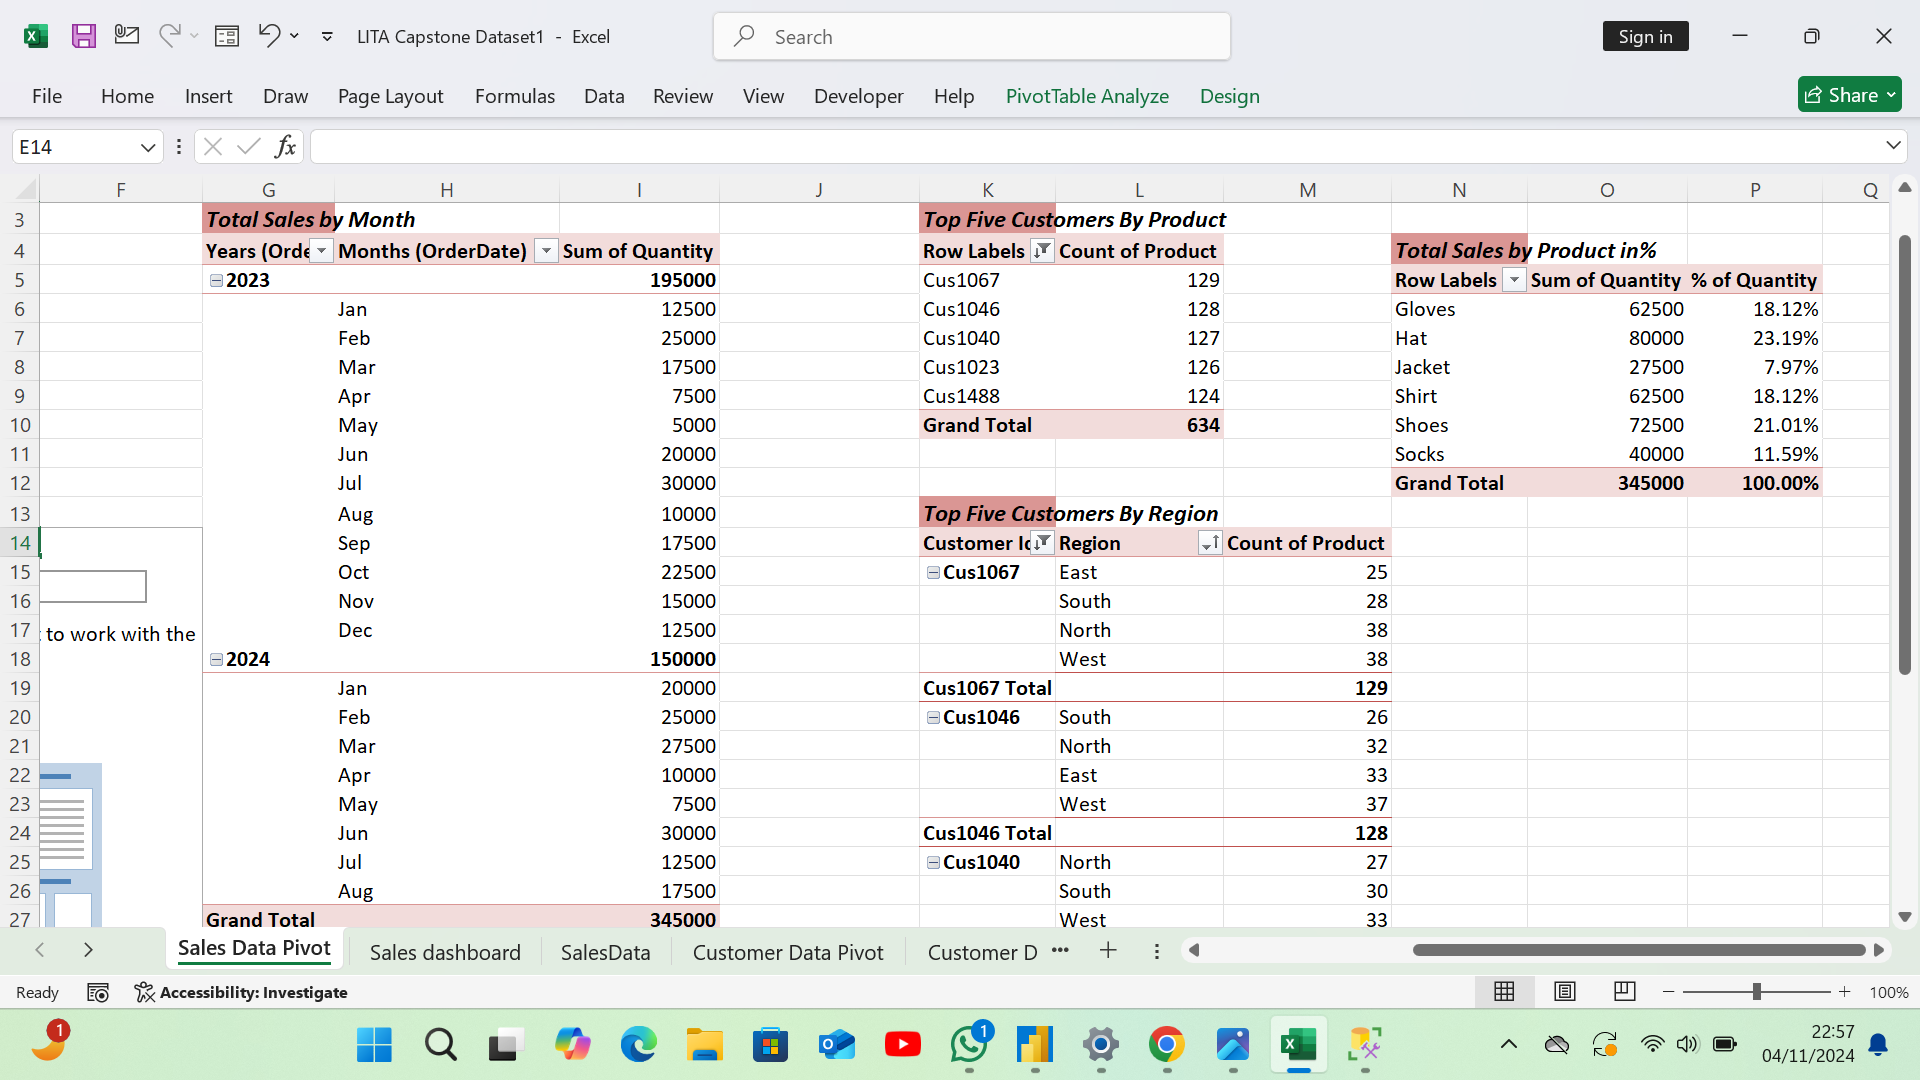 LITA Capstone Dataset1 - Excel
Search
Sign in
File Home Insert Draw Page Layout Formulas Data Review View Developer Help PivotTable Analyze Design
Share
E14
fx
F G H I J K L M N O P Q
3 Total Sales by Month Top Five Customers By Product
4 Years (Orde Months (OrderDate) Sum of Quantity Row Labels Count of Product Total Sales by Product in%
5 2023 195000 Cus1067 129 Row Labels Sum of Quantity % of Quantity
6 Jan 12500 Cus1046 128 Gloves 62500 18.12%
7 Feb 25000 Cus1040 127 Hat 80000 23.19%
8 Mar 17500 Cus1023 126 Jacket 27500 7.97%
9 Apr 7500 Cus1488 124 Shirt 62500 18.12%
10 May 5000 Grand Total 634 Shoes 72500 21.01%
11 Jun 20000 Socks 40000 11.59%
12 Jul 30000 Grand Total 345000 100.00%
13 Aug 10000 Top Five Customers By Region
14 Sep 17500 Customer Id Region Count of Product
15 Oct 22500 Cus1067 East 25
16 Nov 15000 South 28
17 to work with the Dec 12500 North 38
18 2024 150000 West 38
19 Jan 20000 Cus1067 Total 129
20 Feb 25000 Cus1046 South 26
21 Mar 27500 North 32
22 Apr 10000 East 33
23 May 7500 West 37
24 Jun 30000 Cus1046 Total 128
25 Jul 12500 Cus1040 North 27
26 Aug 17500 South 30
27 Grand Total 345000 West 33
Sales Data Pivot Sales dashboard SalesData Customer Data Pivot Customer D
Ready Accessibility: Investigate 100%
1
1
22:57
04/11/2024